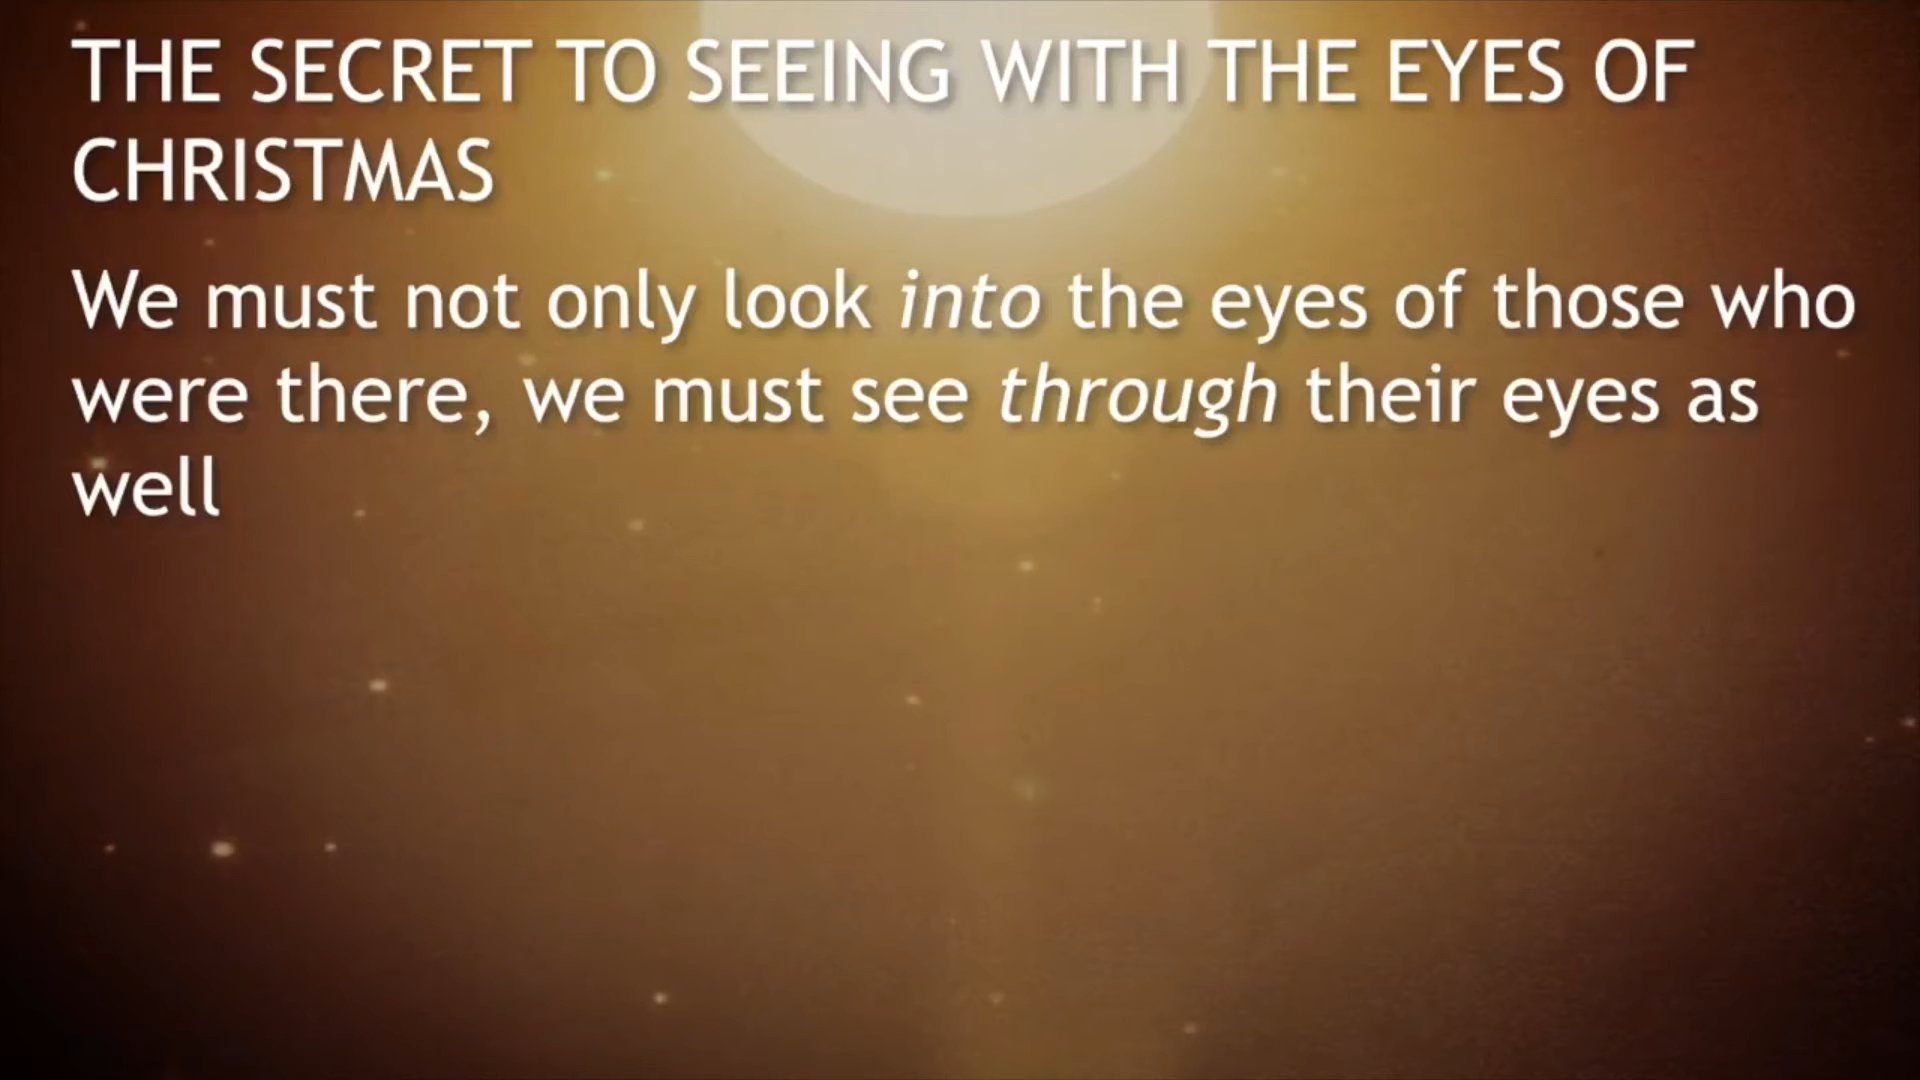 THE SECRET TO SEEING WITH THE EYES OF
CHRISTMAS
We must not only look into the eyes of those who
were there, we must see through their eyes as
well